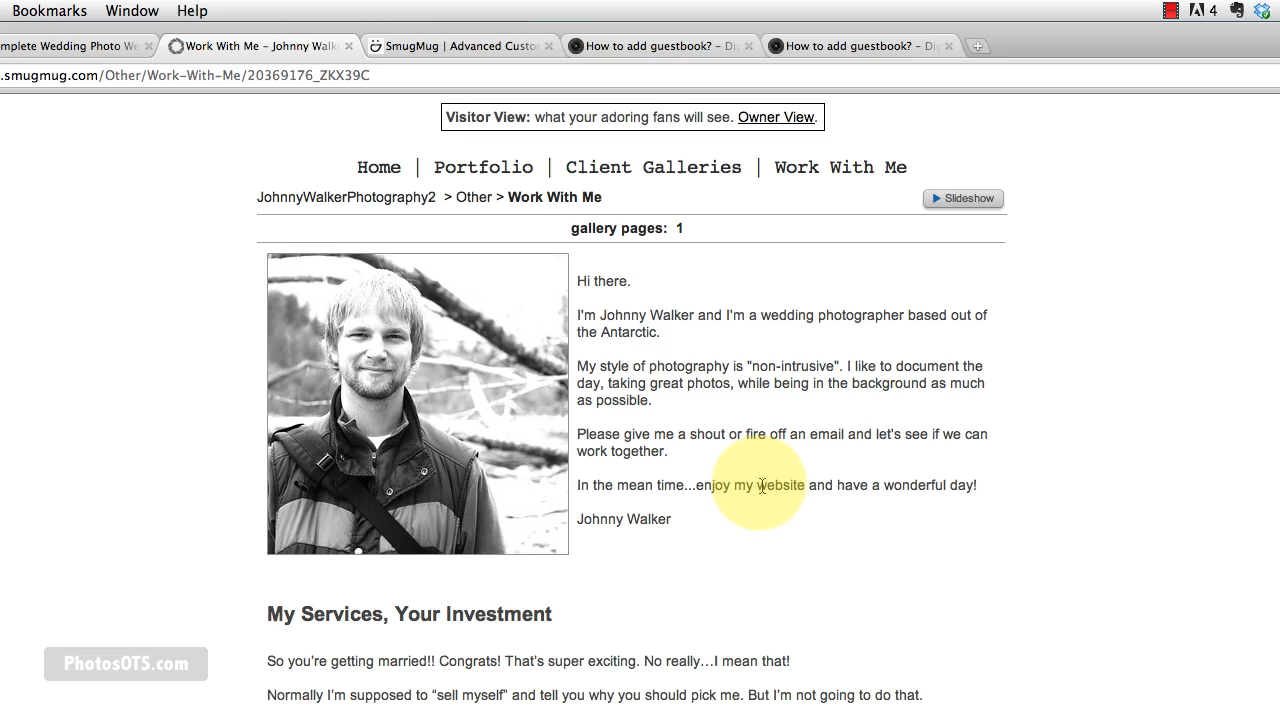 Bookmarks Window Help 4
mplete Wedding Photo We Work With Me – Johnny Walk SmugMug | Advanced Custo How to add guestbook? – Dig How to add guestbook? – Dig
.smugmug.com/Other/Work-With-Me/20369176_ZKX39C
Visitor View: what your adoring fans will see. Owner View.
Home | Portfolio | Client Galleries | Work With Me
JohnnyWalkerPhotography2 > Other > Work With Me Slideshow
gallery pages: 1
Hi there.
I'm Johnny Walker and I'm a wedding photographer based out of
the Antarctic.
My style of photography is "non-intrusive". I like to document the
day, taking great photos, while being in the background as much
as possible.
Please give me a shout or fire off an email and let's see if we can
work together.
In the mean time...enjoy my website and have a wonderful day!
Johnny Walker
My Services, Your Investment
So you’re getting married!! Congrats! That’s super exciting. No really…I mean that!
Normally I’m supposed to “sell myself” and tell you why you should pick me. But I’m not going to do that.
PhotosOTS.com